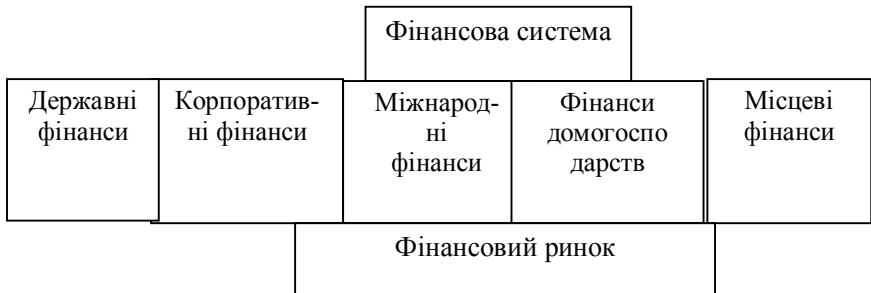 Фінансова система
Державні
фінанси
Корпоратив-
ні фінанси
Міжнарод-
ні
фінанси
Фінанси
домогоспо
дарств
Місцеві
фінанси
Фінансовий ринок